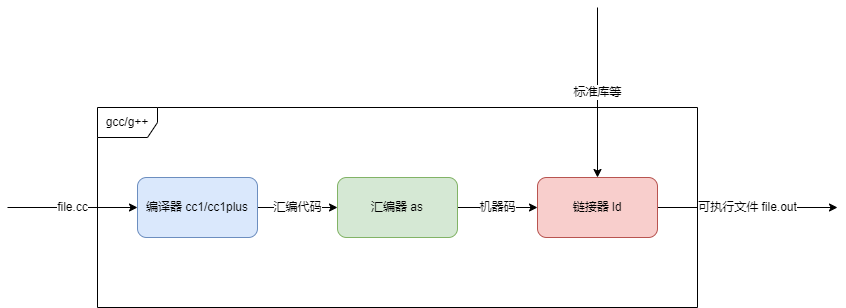 标准库等
gcc/g++
file.cc
编译器 cc1/cc1plus
汇编代码
汇编器 as
机器码
链接器 ld
可执行文件 file.out